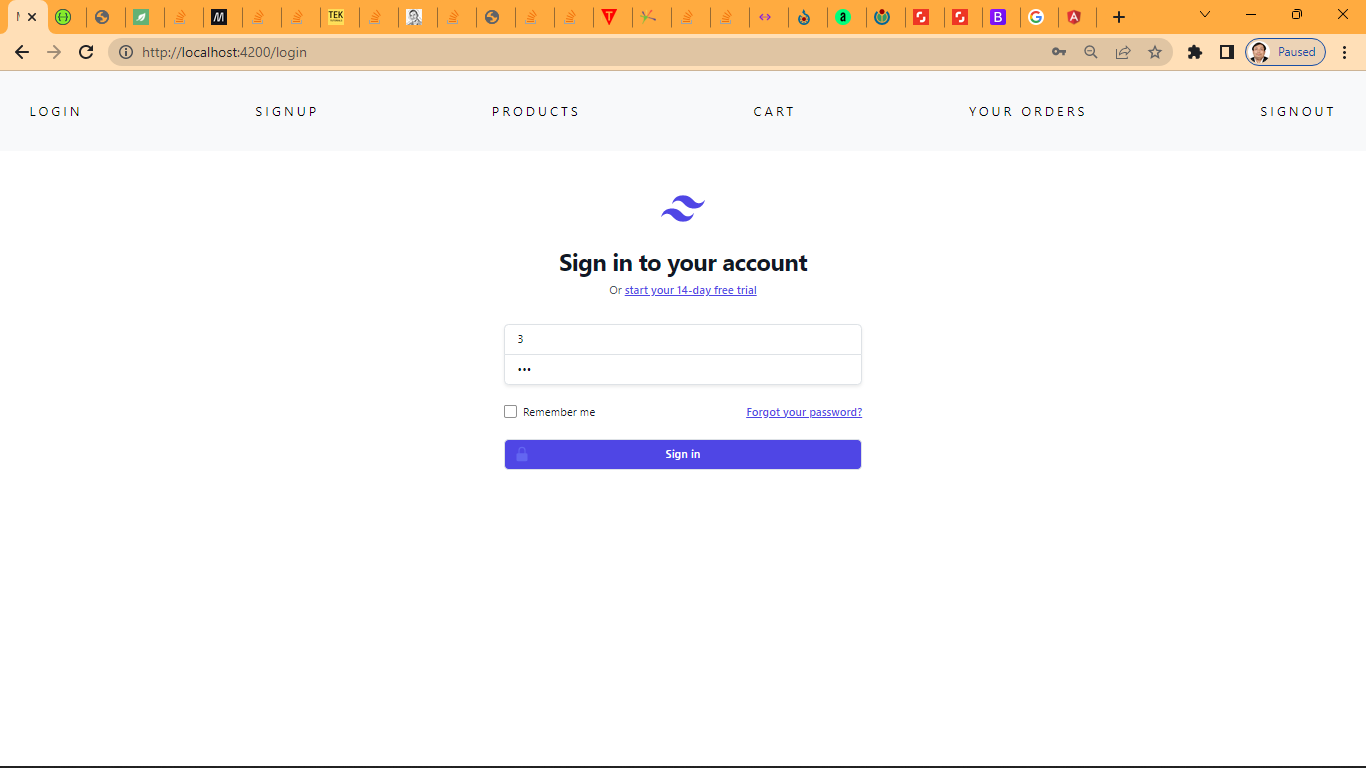 TEK
M
a
B
http://localhost:4200/login
Paused
LOGIN SIGNUP PRODUCTS CART YOUR ORDERS SIGNOUT
Sign in to your account
Or start your 14-day free trial
3
•••
Remember me Forgot your password?
Sign in